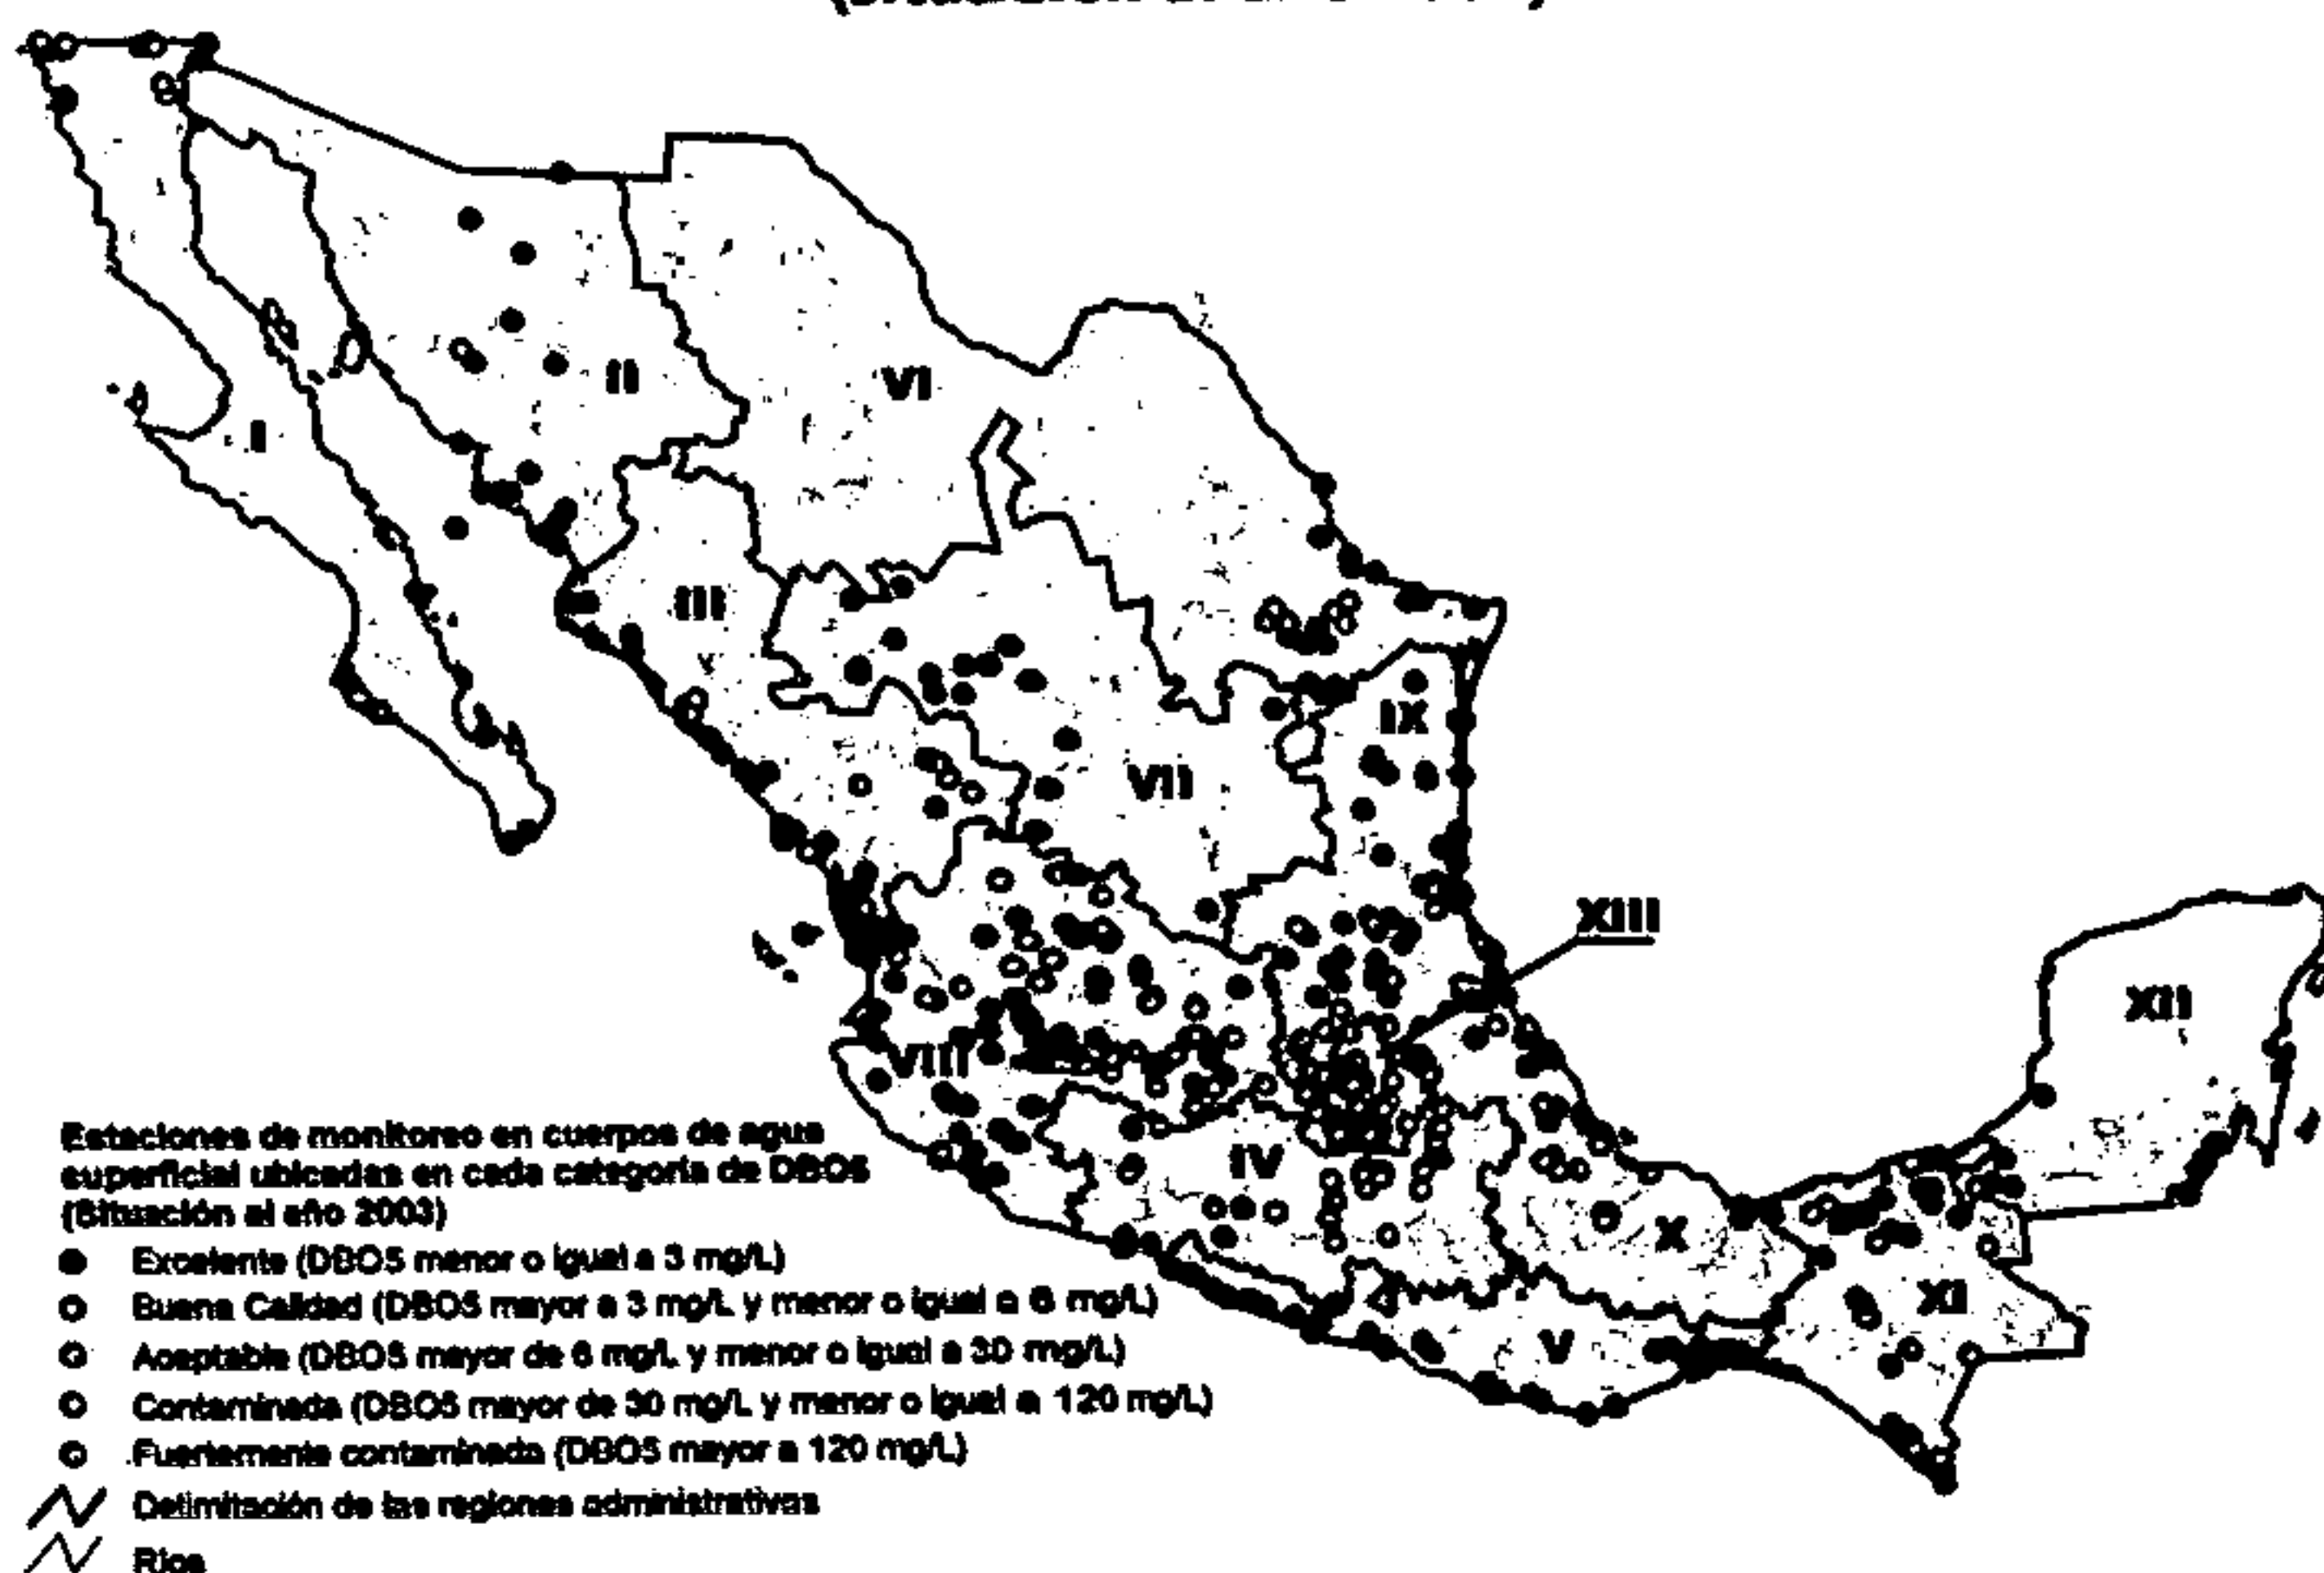 II
VI
I
III
IX
VII
XIII
XII
VIII
IV
X
XI
V
Estaciones de monitoreo en cuerpos de agua
superficial ubicadas en cada categoría de DBO5
(Situación al año 2003)
Excelente (DBO5 menor o igual a 3 mg/L)
Buena Calidad (DBO5 mayor a 3 mg/L y menor o igual a 6 mg/L)
Aceptable (DBO5 mayor de 6 mg/L y menor o igual a 30 mg/L)
Contaminada (DBO5 mayor de 30 mg/L y menor o igual a 120 mg/L)
Fuertemente contaminada (DBO5 mayor a 120 mg/L)
Delimitación de las regiones administrativas
Ríos